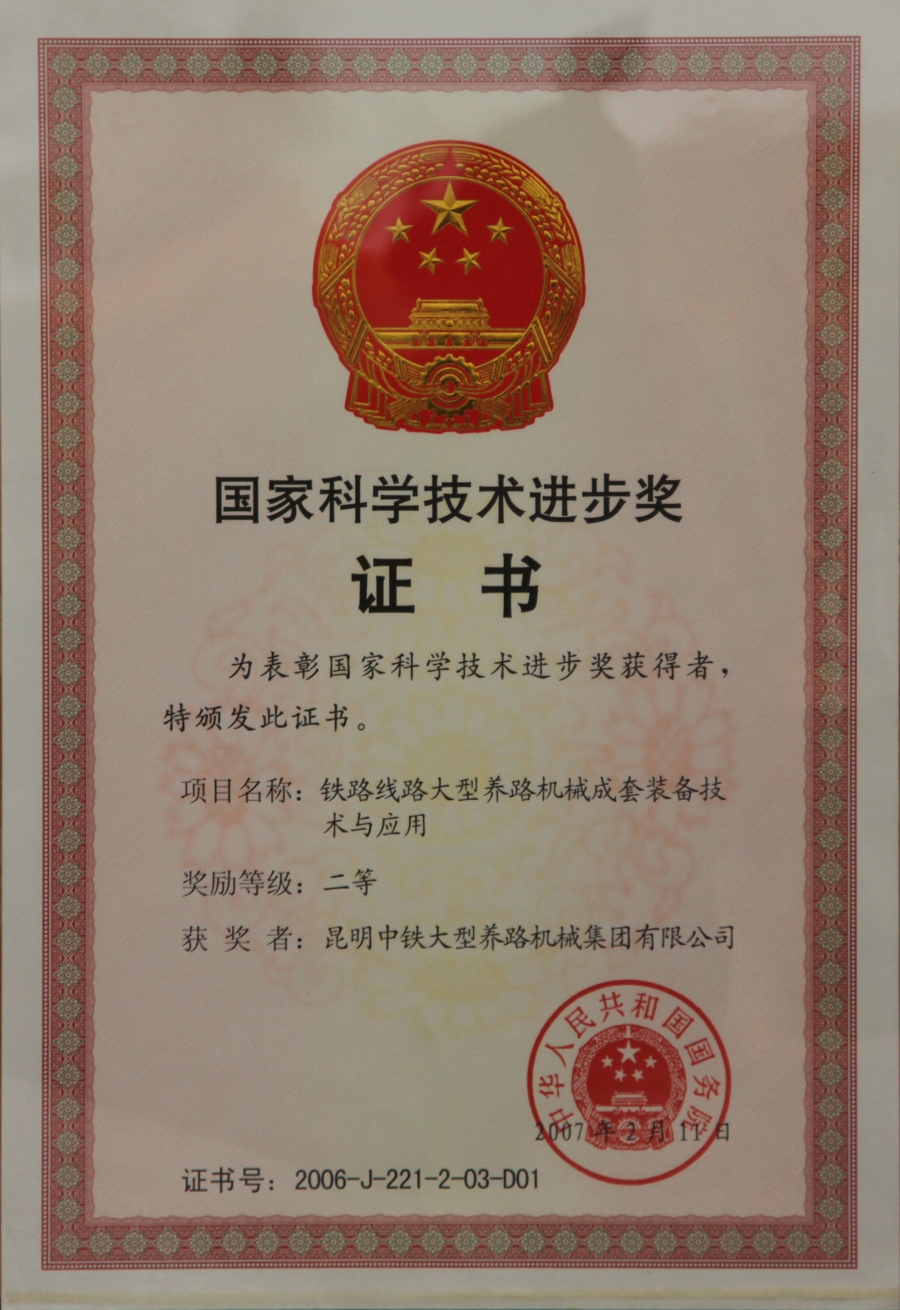 国家科学技术进步奖
证 书
为表彰国家科学技术进步奖获得者，
特颁发此证书。
项目名称：铁路线路大型养路机械成套装备技
术与应用
奖励等级：二等
获 奖 者：昆明中铁大型养路机械集团有限公司
中华人民共和国国务院
2007年2月11日
证书号：2006-J-221-2-03-D01